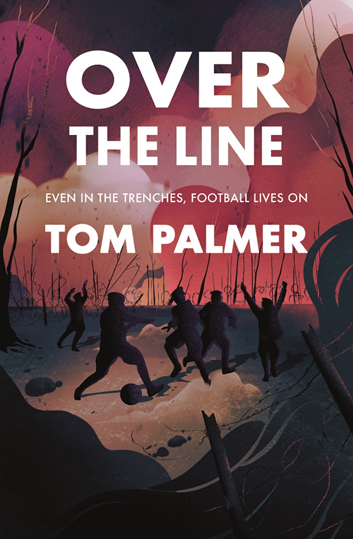 OVER
THE LINE
EVEN IN THE TRENCHES, FOOTBALL LIVES ON
TOM PALMER